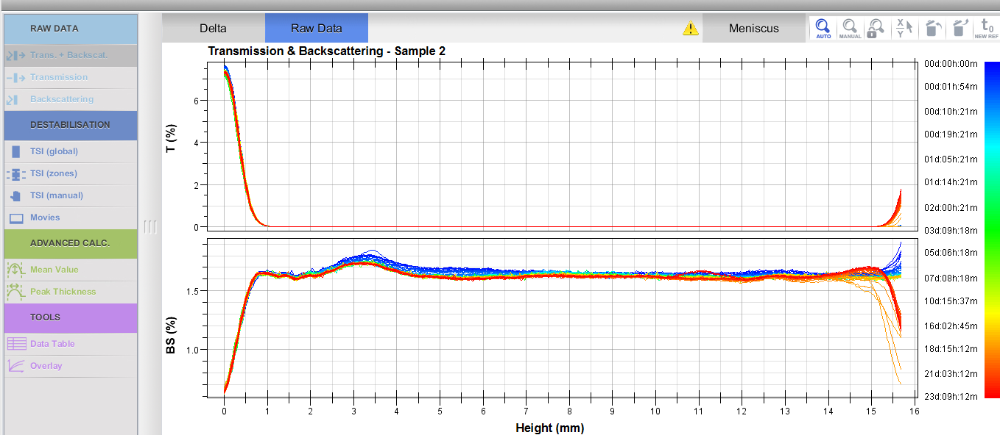 RAW DATA
Trans. + Backscat.
Transmission
Backscattering
DESTABILISATION
TSI (global)
TSI (zones)
TSI (manual)
Movies
ADVANCED CALC.
Mean Value
Peak Thickness
TOOLS
Data Table
Overlay
Delta
Raw Data
Meniscus
AUTO
MANUAL
X
Y
t0
NEW REF
Transmission & Backscattering - Sample 2
T (%)
6
4
2
0
BS (%)
1.5
1.0
0 1 2 3 4 5 6 7 8 9 10 11 12 13 14 15 16
Height (mm)
00d:00h:00m
00d:01h:54m
00d:10h:21m
00d:19h:21m
01d:05h:21m
01d:14h:21m
02d:00h:21m
03d:09h:18m
05d:06h:18m
07d:08h:18m
10d:15h:37m
16d:02h:45m
18d:15h:12m
21d:03h:12m
23d:09h:12m